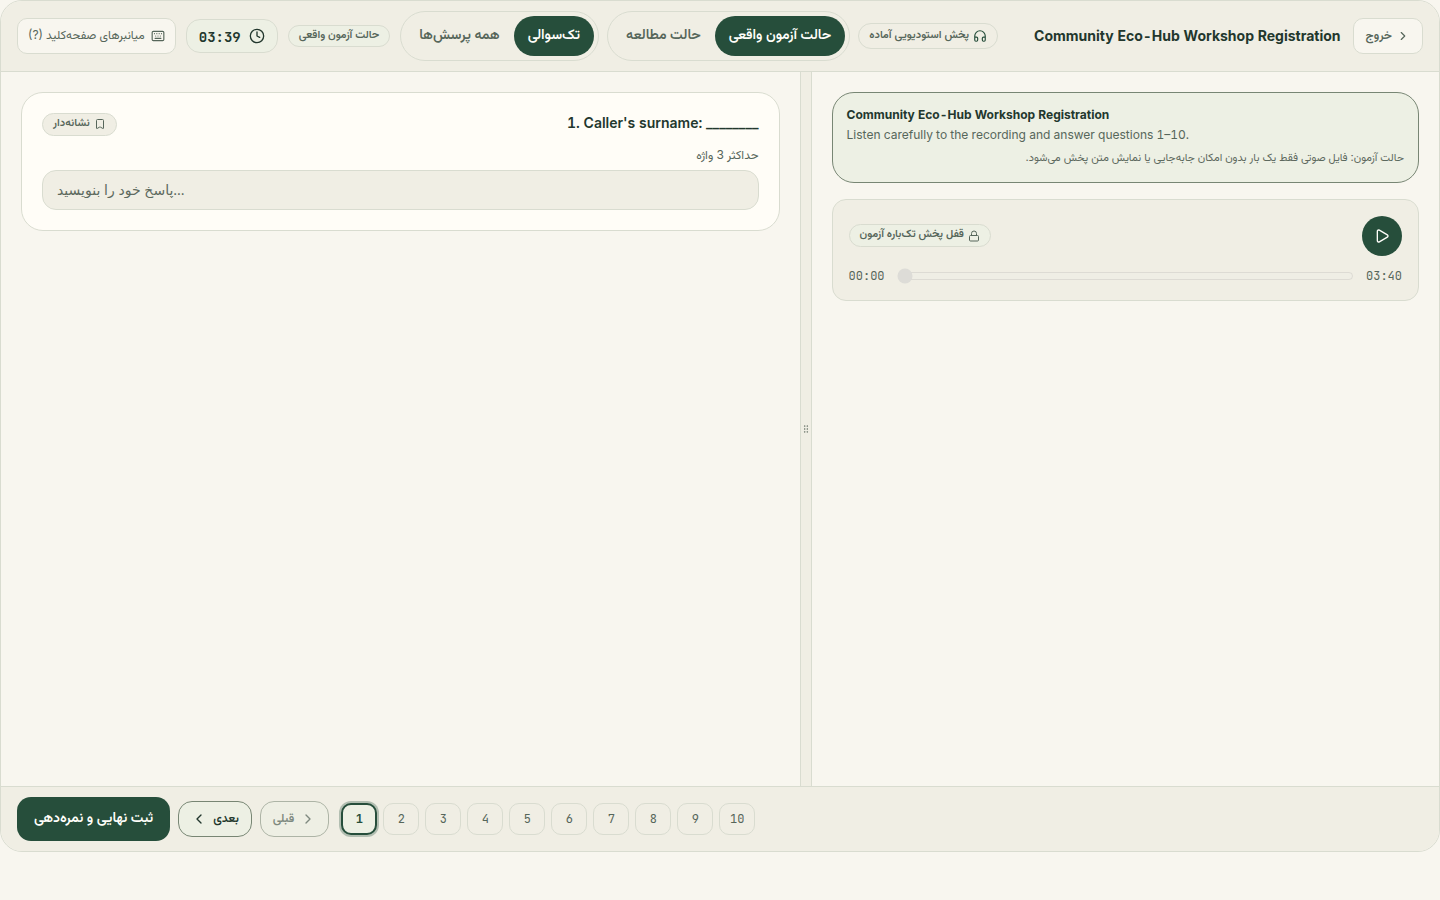 خروج
Community Eco-Hub Workshop Registration
پخش استودیویی آماده
حالت آزمون واقعی
حالت مطالعه
تک‌سوالی
همه پرسش‌ها
حالت آزمون واقعی
03:39
میانبرهای صفحه‌کلید (?)
Community Eco-Hub Workshop Registration
Listen carefully to the recording and answer questions 1–10.
حالت آزمون: فایل صوتی فقط یک بار بدون امکان جابه‌جایی یا نمایش متن پخش می‌شود.
قفل پخش تک‌باره آزمون
00:00
03:40
1. Caller's surname: ________
نشانه‌دار
حداکثر 3 واژه
پاسخ خود را بنویسید...
ثبت نهایی و نمره‌دهی
بعدی
قبلی
1 2 3 4 5 6 7 8 9 10